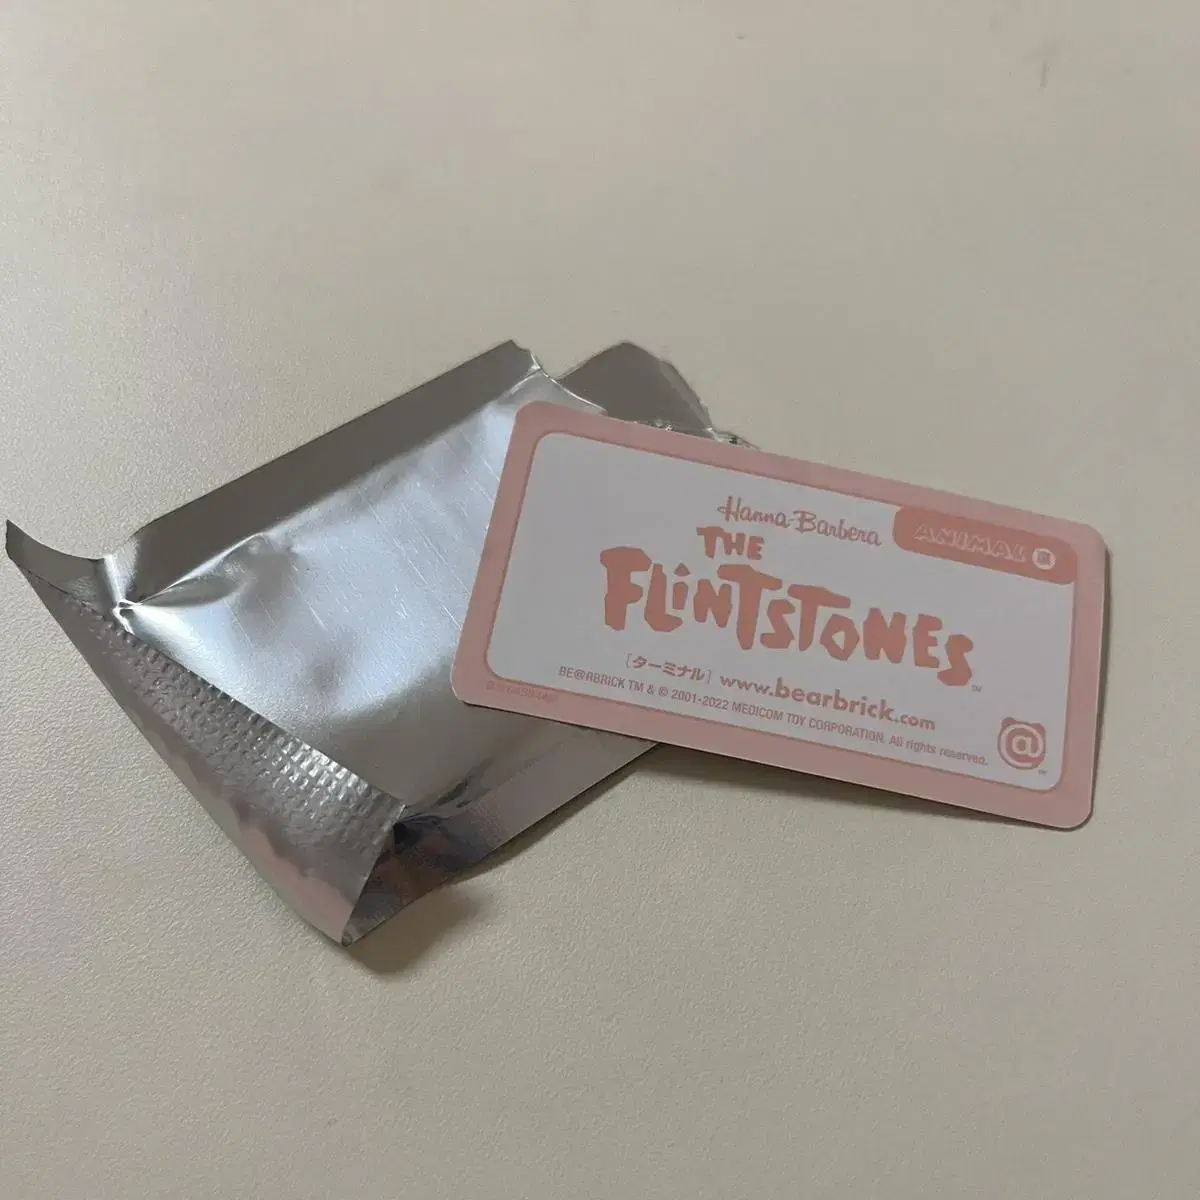 Hanna-Barbera
ANIMAL
THE
FLiNTSTONES
TM
[ターミナル] www.bearbrick.com
BE@RBRICK TM & © 2001-2022 MEDICOM TOY CORPORATION. All rights reserved.
@